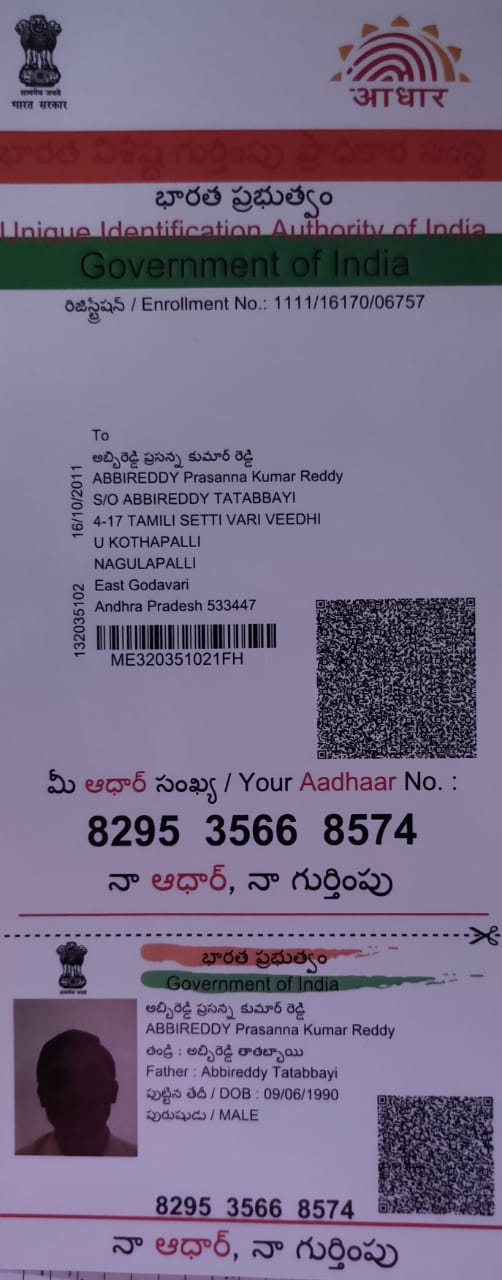 सत्यमेव जयते
भारत सरकार
आधार
భారత విశిష్ట గుర్తింపు ప్రాధికార సంస్థ
భారత ప్రభుత్వం
Unique Identification Authority of India
Government of India
రిజిస్ట్రేషన్ / Enrollment No.: 1111/16170/06757
To
అబ్బిరెడ్డి ప్రసన్న కుమార్ రెడ్డి
ABBIREDDY Prasanna Kumar Reddy
S/O ABBIREDDY TATABBAYI
4-17 TAMILI SETTI VARI VEEDHI
U KOTHAPALLI
NAGULAPALLI
East Godavari
Andhra Pradesh 533447
16/10/2011
132035102
ME320351021FH
మీ ఆధార్ సంఖ్య / Your Aadhaar No. :
8295 3566 8574
నా ఆధార్, నా గుర్తింపు
భారత ప్రభుత్వం
Government of India
అబ్బిరెడ్డి ప్రసన్న కుమార్ రెడ్డి
ABBIREDDY Prasanna Kumar Reddy
తండ్రి : అబ్బిరెడ్డి తాతబ్బాయి
Father : Abbireddy Tatabbayi
పుట్టిన తేదీ / DOB : 09/06/1990
పురుషుడు / MALE
8295 3566 8574
నా ఆధార్, నా గుర్తింపు